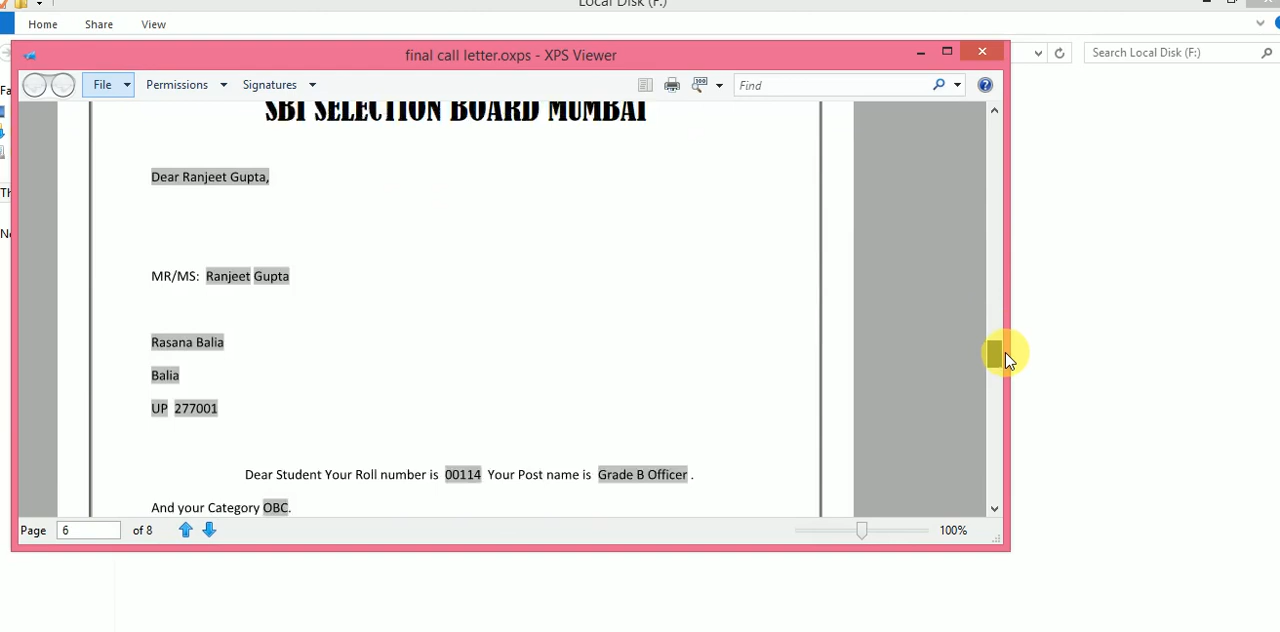 Local Disk (F:)
Home Share View
final call letter.oxps - XPS Viewer
Search Local Disk (F:)
File Permissions Signatures Find
SBI SELECTION BOARD MUMBAI
Dear Ranjeet Gupta,
MR/MS: Ranjeet Gupta
Rasana Balia
Balia
UP 277001
Dear Student Your Roll number is 00114 Your Post name is Grade B Officer .
And your Category OBC.
Page 6 of 8 100%